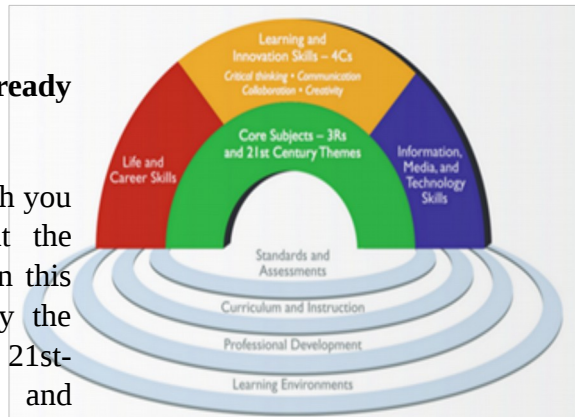 ready
h you
t the
n this
y the
21st-
and
Learning and
Innovation Skills – 4Cs
Critical thinking • Communication
Collaboration • Creativity
Core Subjects – 3Rs
and 21st Century Themes
Life and
Career Skills
Information,
Media, and
Technology
Skills
Standards and
Assessments
Curriculum and Instruction
Professional Development
Learning Environments